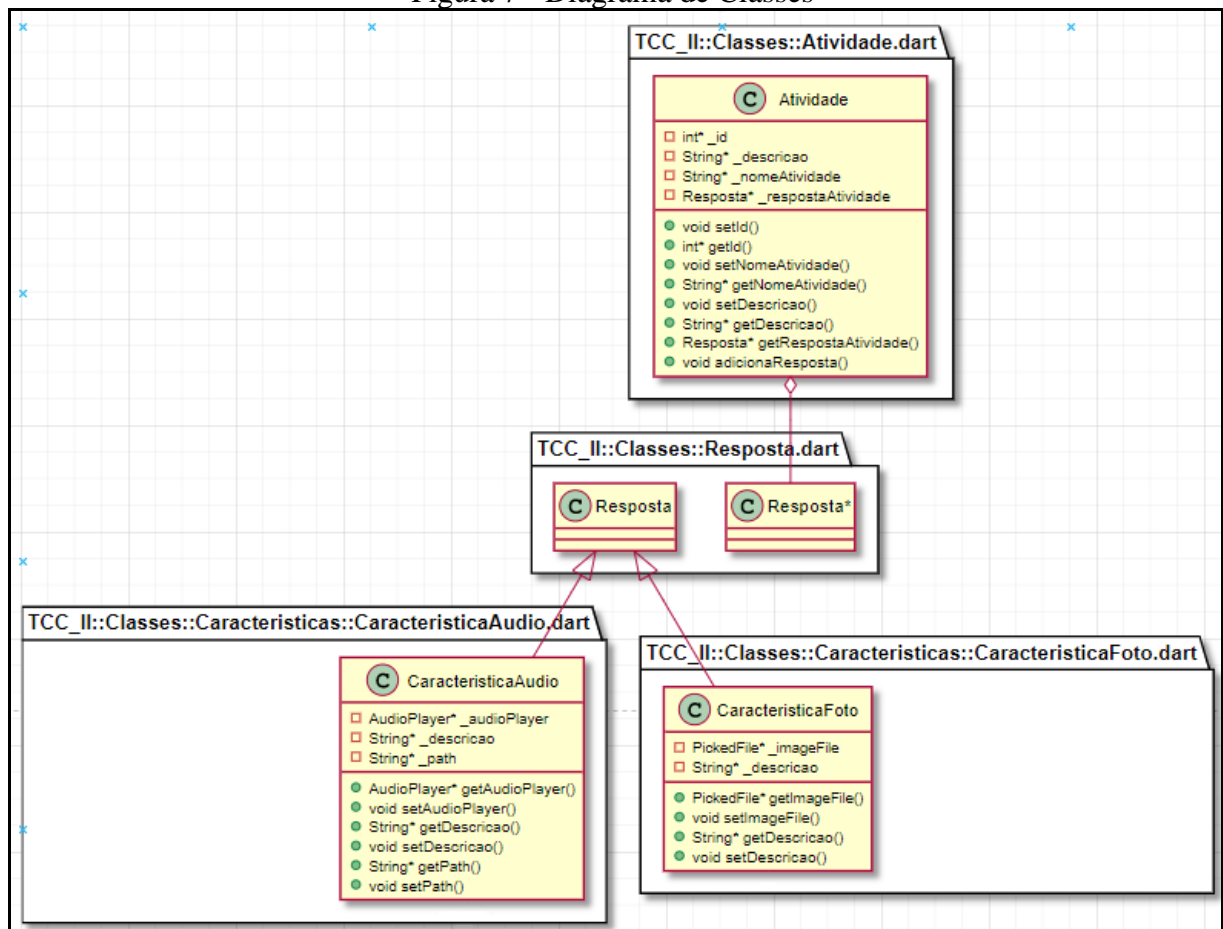 Figura 7 - Diagrama de Classes
TCC_II::Classes::Atividade.dart
C Atividade
int* _id
String* _descricao
String* _nomeAtividade
Resposta* _respostaAtividade
void setId()
int* getId()
void setNomeAtividade()
String* getNomeAtividade()
void setDescricao()
String* getDescricao()
Resposta* getRespostaAtividade()
void adicionaResposta()
TCC_II::Classes::Resposta.dart
C Resposta
C Resposta*
TCC_II::Classes::Caracteristicas::CaracteristicaAudio.dart
C CaracteristicaAudio
AudioPlayer* _audioPlayer
String* _descricao
String* _path
AudioPlayer* getAudioPlayer()
void setAudioPlayer()
String* getDescricao()
void setDescricao()
String* getPath()
void setPath()
TCC_II::Classes::Caracteristicas::CaracteristicaFoto.dart
C CaracteristicaFoto
PickedFile* _imageFile
String* _descricao
PickedFile* getImageFile()
void setImageFile()
String* getDescricao()
void setDescricao()